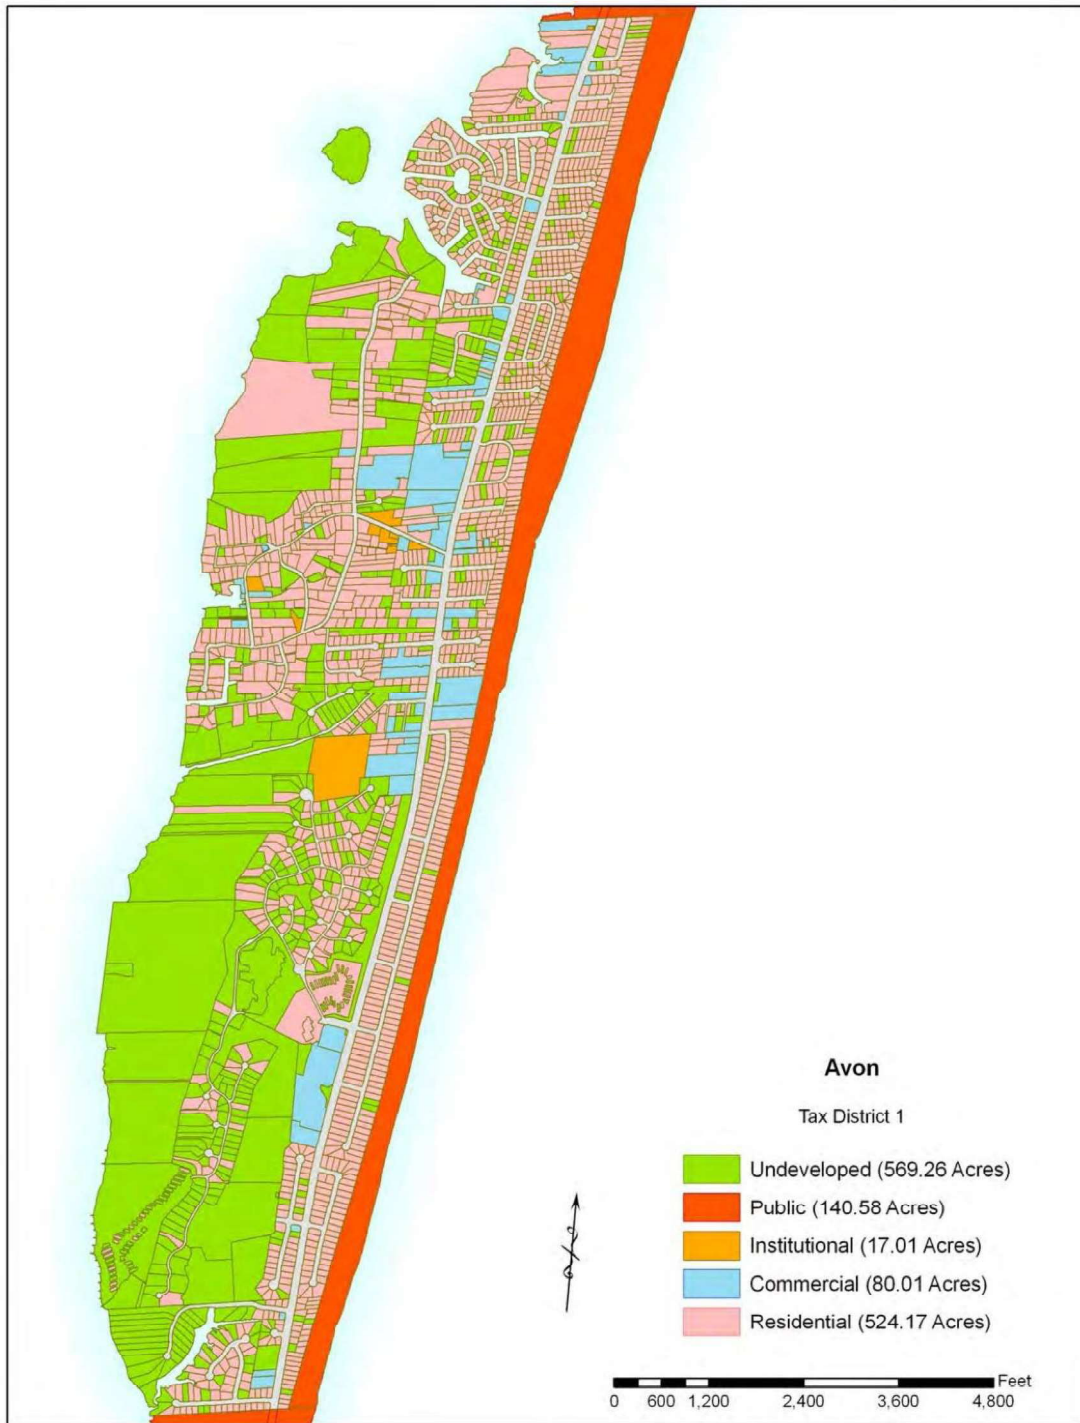 Avon
Tax District 1
Undeveloped (569.26 Acres)
Public (140.58 Acres)
Institutional (17.01 Acres)
Commercial (80.01 Acres)
Residential (524.17 Acres)
Feet
0 600 1,200 2,400 3,600 4,800